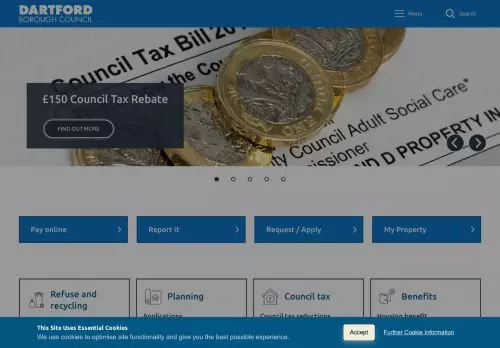 DARTFORD
BOROUGH COUNCIL
Menu
Search
Council Tax Bill 20
the Council
£150 Council Tax Rebate
FIND OUT MORE
Council Adult Social Care*
missioner
D PROPERTY IN
Pay online
Report it
Request / Apply
My Property
Refuse and
recycling
Planning
Applications
Council tax
Council tax reductions
Benefits
Housing benefit
This Site Uses Essential Cookies
We use cookies to optimise site functionality and give you the best possible experience.
Accept
Further Cookie Information